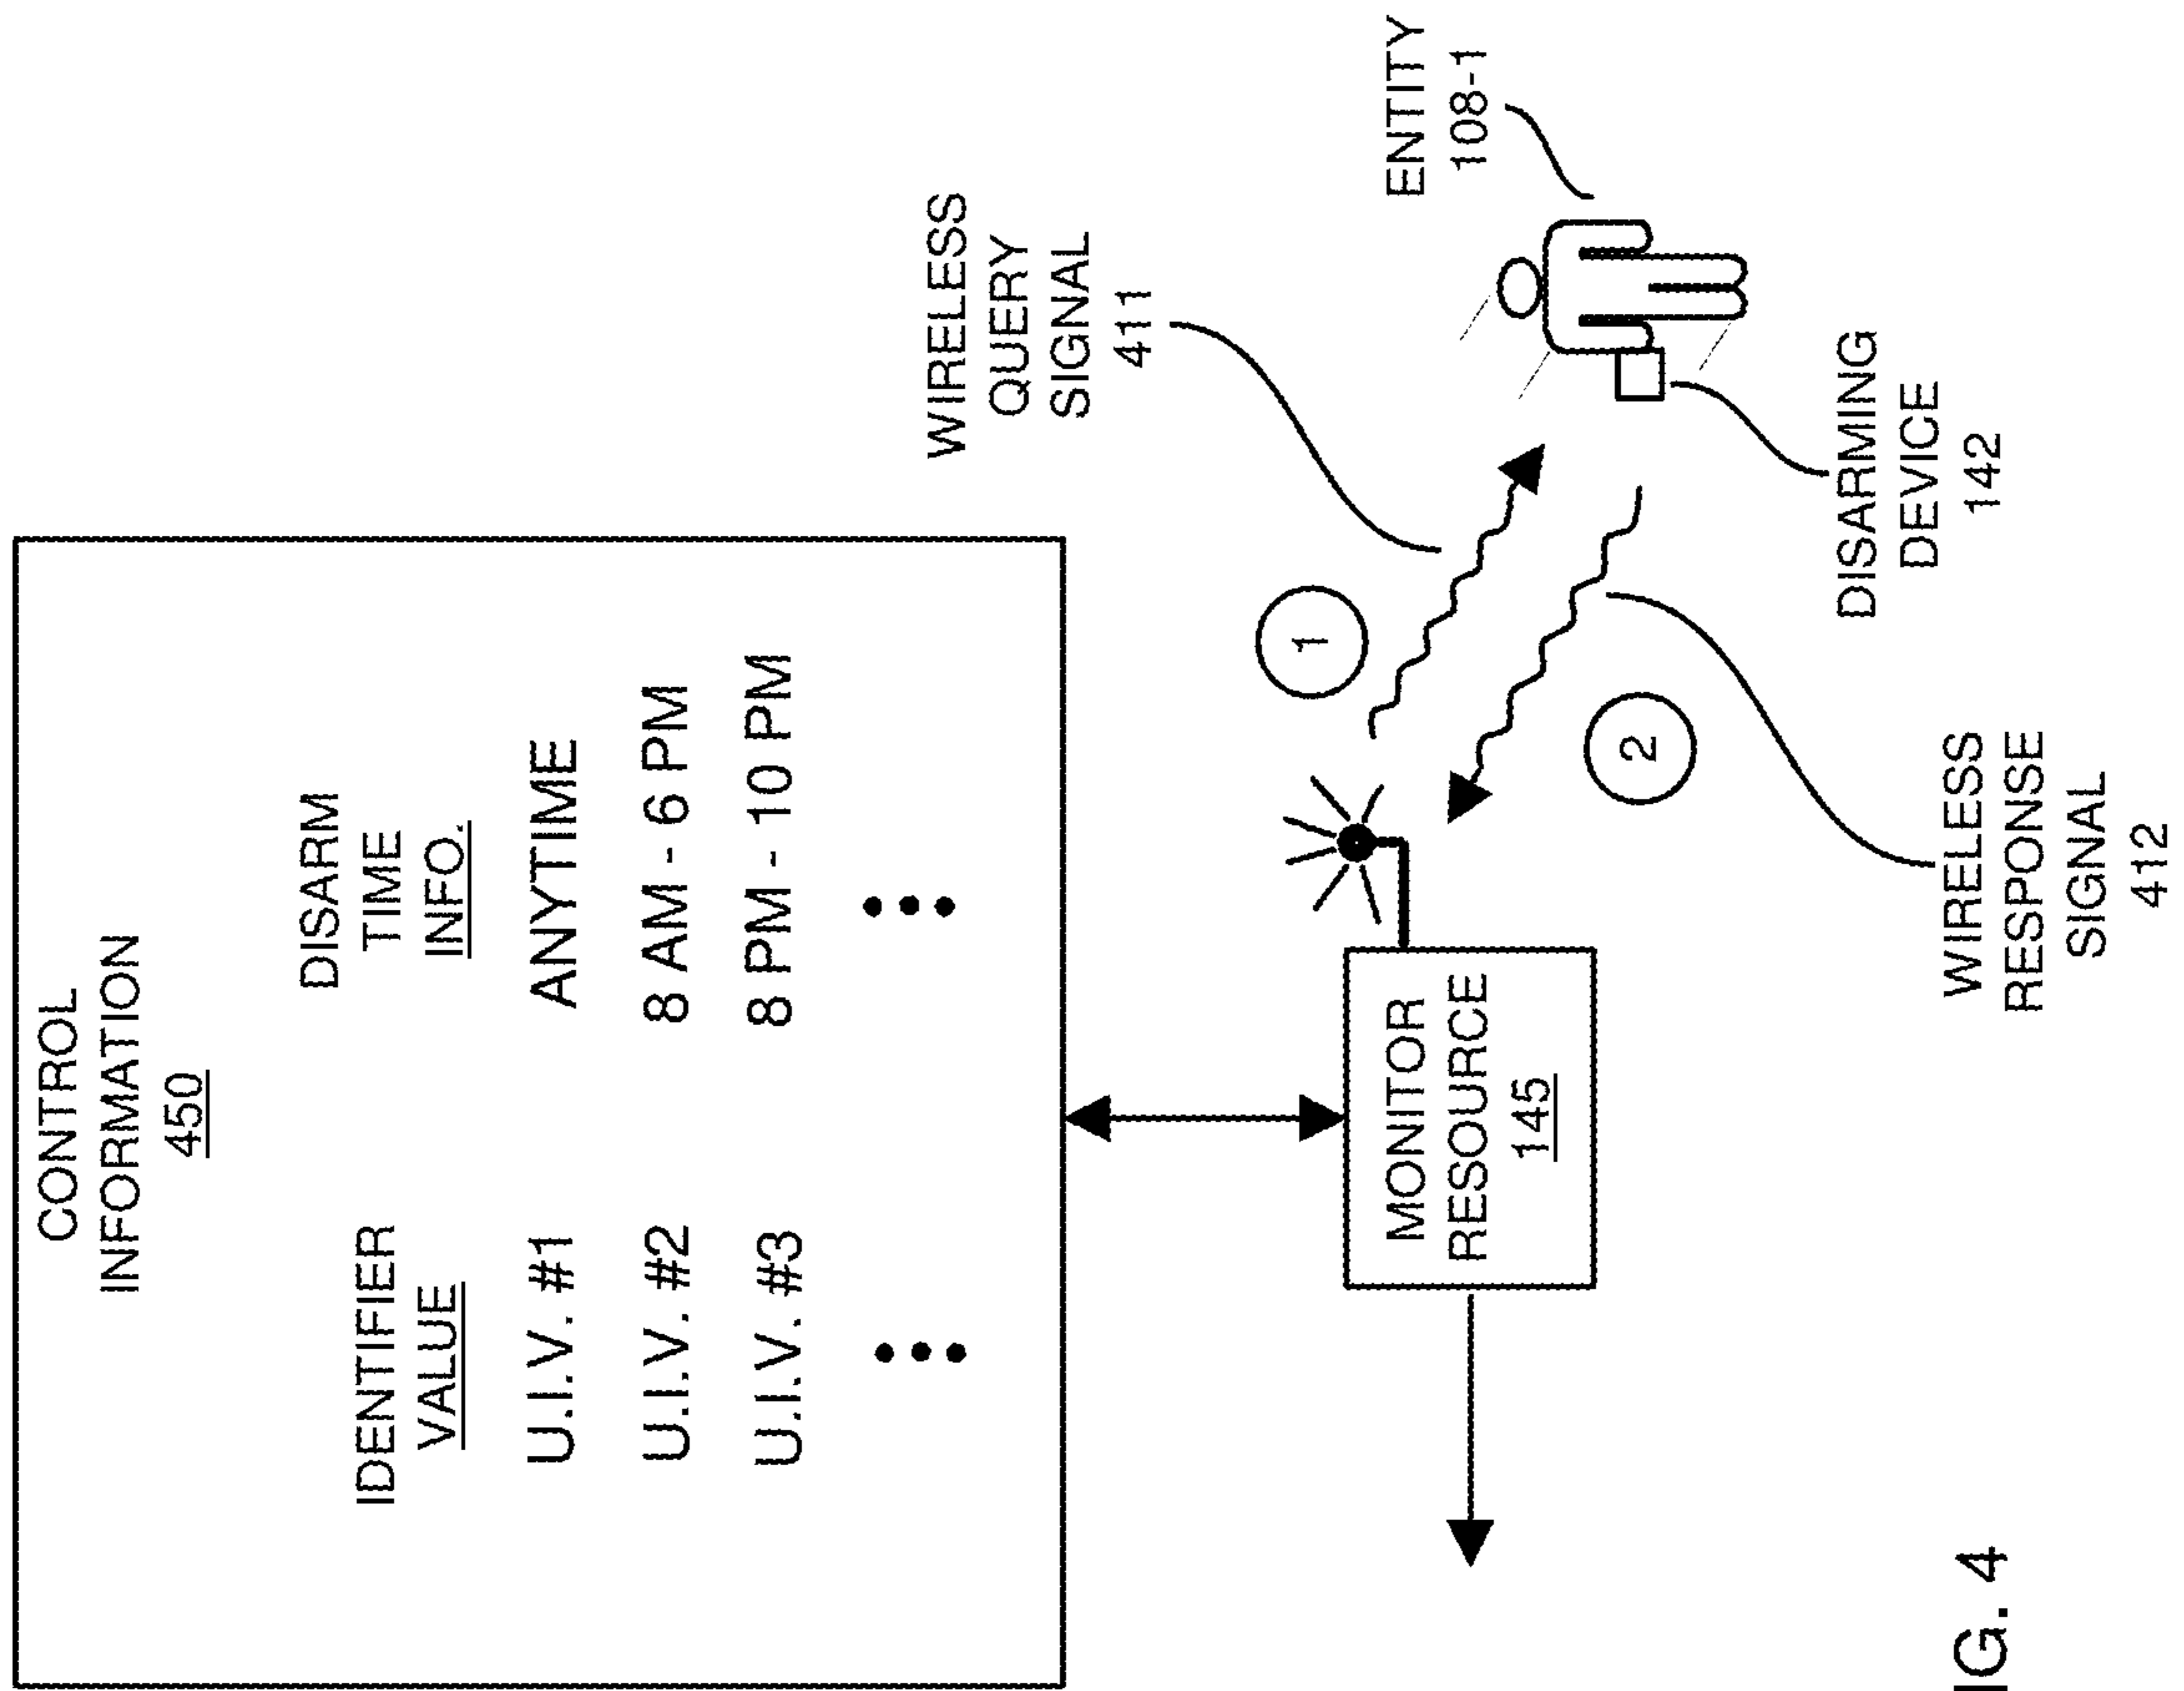 CONTROL
INFORMATION
450
IDENTIFIER
VALUE
DISARM
TIME
INFO.
U.I.V. #1
ANYTIME
U.I.V. #2
8 AM - 6 PM
U.I.V. #3
8 PM - 10 PM
WIRELESS
QUERY
SIGNAL
411
ENTITY
108-1
1
MONITOR
RESOURCE
145
2
DISARMING
DEVICE
142
WIRELESS
RESPONSE
SIGNAL
412
IG. 4